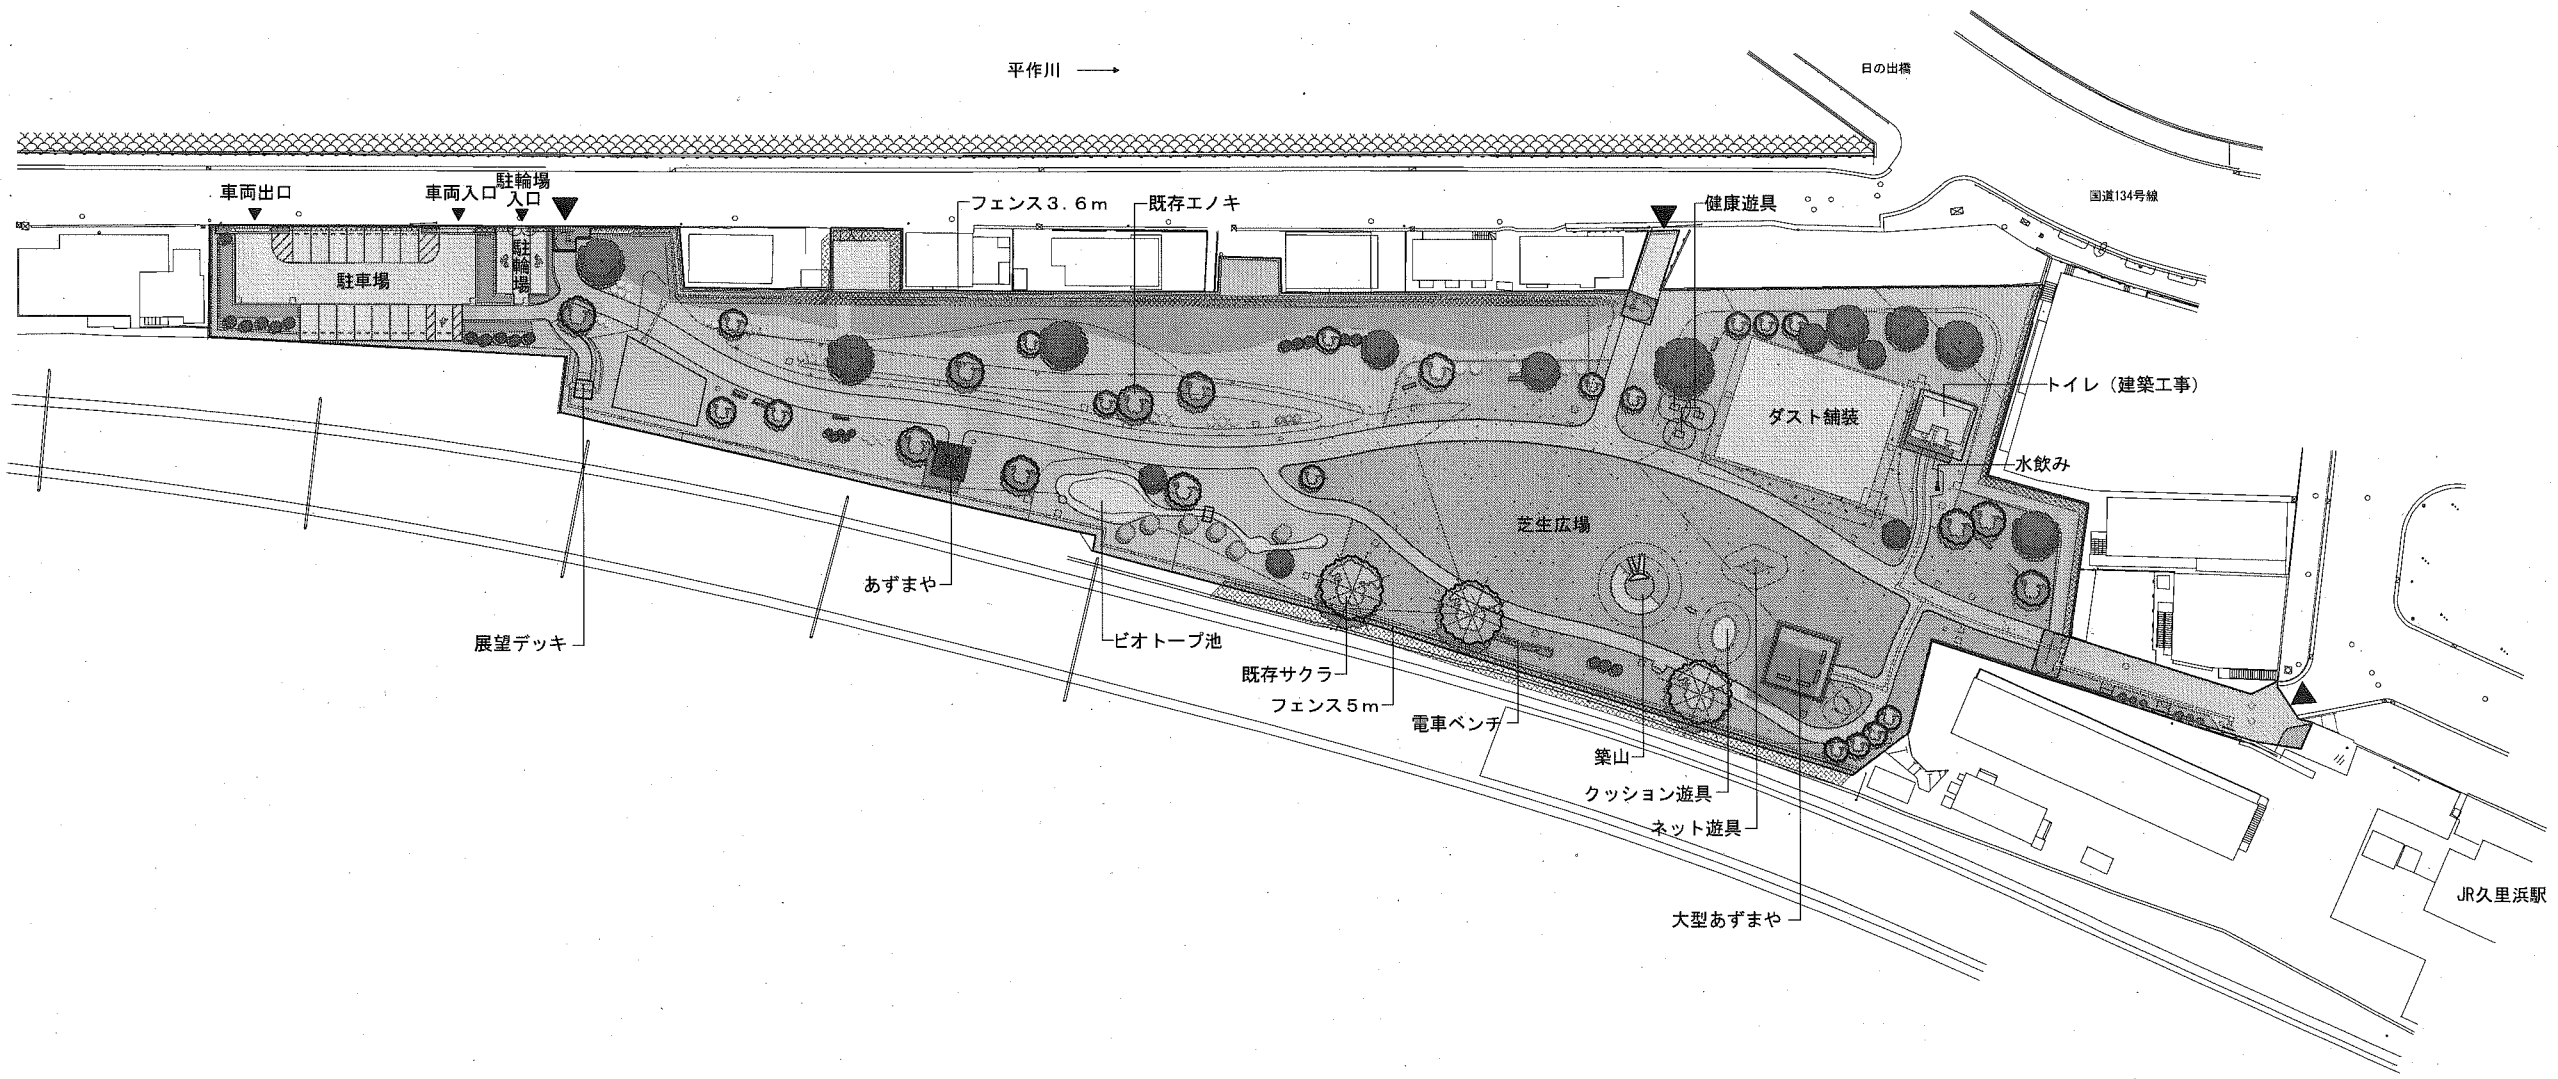 平作川
日の出橋
国道134号線
車両出口
車両入口
駐輪場
入口
フェンス3.6m
既存エノキ
健康遊具
駐車場
駐輪場
トイレ（建築工事）
ダスト舗装
水飲み
芝生広場
あずまや
展望デッキ
ビオトープ池
既存サクラ
フェンス5m
電車ベンチ
築山
クッション遊具
ネット遊具
大型あずまや
JR久里浜駅